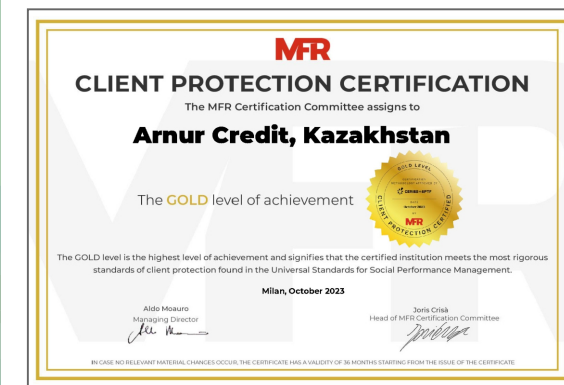 MFR
CLIENT PROTECTION CERTIFICATION
The MFR Certification Committee assigns to
Arnur Credit, Kazakhstan
The GOLD level of achievement
GOLD LEVEL
CERISE+SPTF
MFR
CLIENT PROTECTION CERTIFIED
The GOLD level is the highest level of achievement and signifies that the certified institution meets the most rigorous
standards of client protection found in the Universal Standards for Social Performance Management.
Milan, October 2023
Aldo Moauro
Managing Director
Joris Crisà
Head of MFR Certification Committee
IN CASE NO RELEVANT MATERIAL CHANGES OCCUR, THE CERTIFICATE HAS A VALIDITY OF 36 MONTHS STARTING FROM THE ISSUE OF THE CERTIFICATE